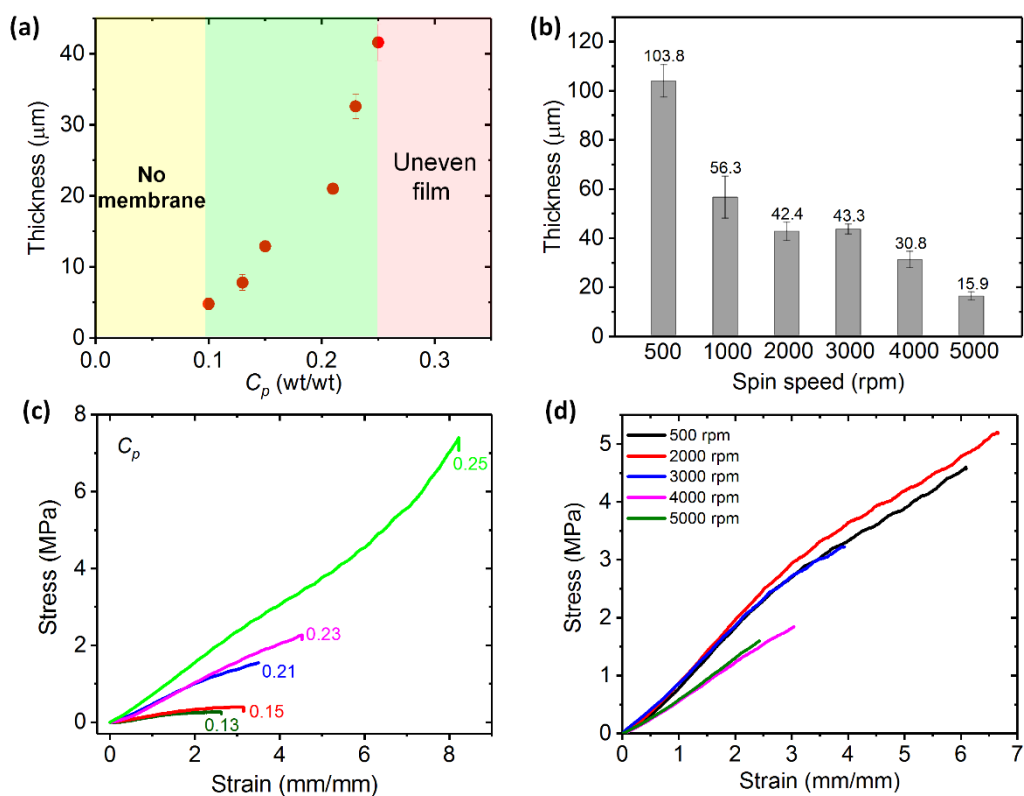 (a)
40
30
20
10
0
Thickness (μm)
No
membrane
Uneven
film
0.0
0.1
0.2
0.3
Cp (wt/wt)
(b)
120
100
80
60
40
20
0
Thickness (μm)
103.8
56.3
42.4
43.3
30.8
15.9
500
1000
2000
3000
4000
5000
Spin speed (rpm)
(c)
8
6
4
2
0
Stress (MPa)
Cp
0.25
0.23
0.21
0.15
0.13
0
2
4
6
8
Strain (mm/mm)
(d)
5
4
3
2
1
0
Stress (MPa)
500 rpm
2000 rpm
3000 rpm
4000 rpm
5000 rpm
0
1
2
3
4
5
6
7
Strain (mm/mm)